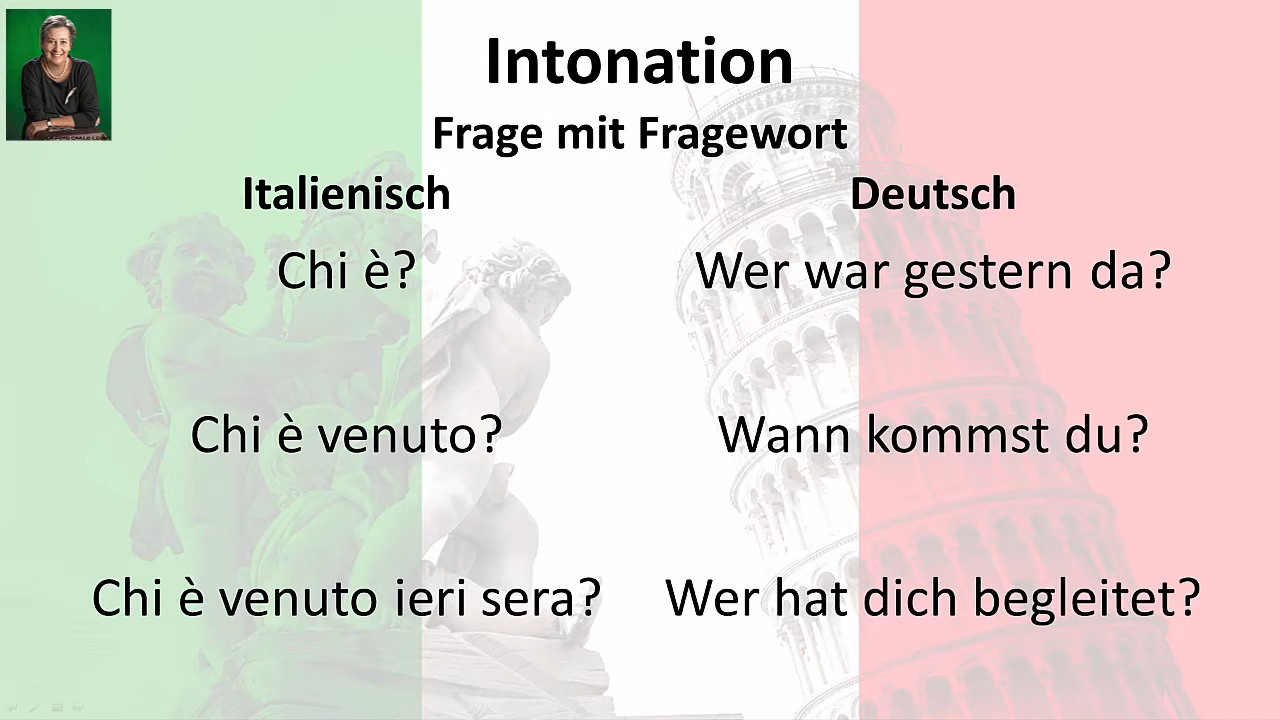 Intonation
Frage mit Fragewort
Italienisch
Deutsch
Chi è?
Wer war gestern da?
Chi è venuto?
Wann kommst du?
Chi è venuto ieri sera?
Wer hat dich begleitet?